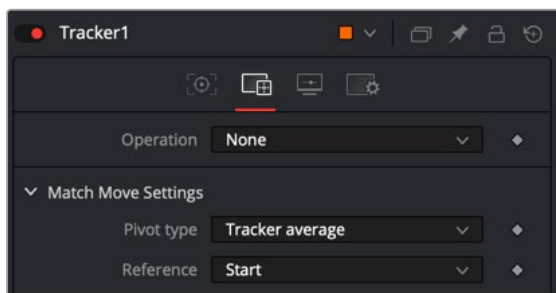 Tracker1
Operation None
Match Move Settings
Pivot type Tracker average
Reference Start